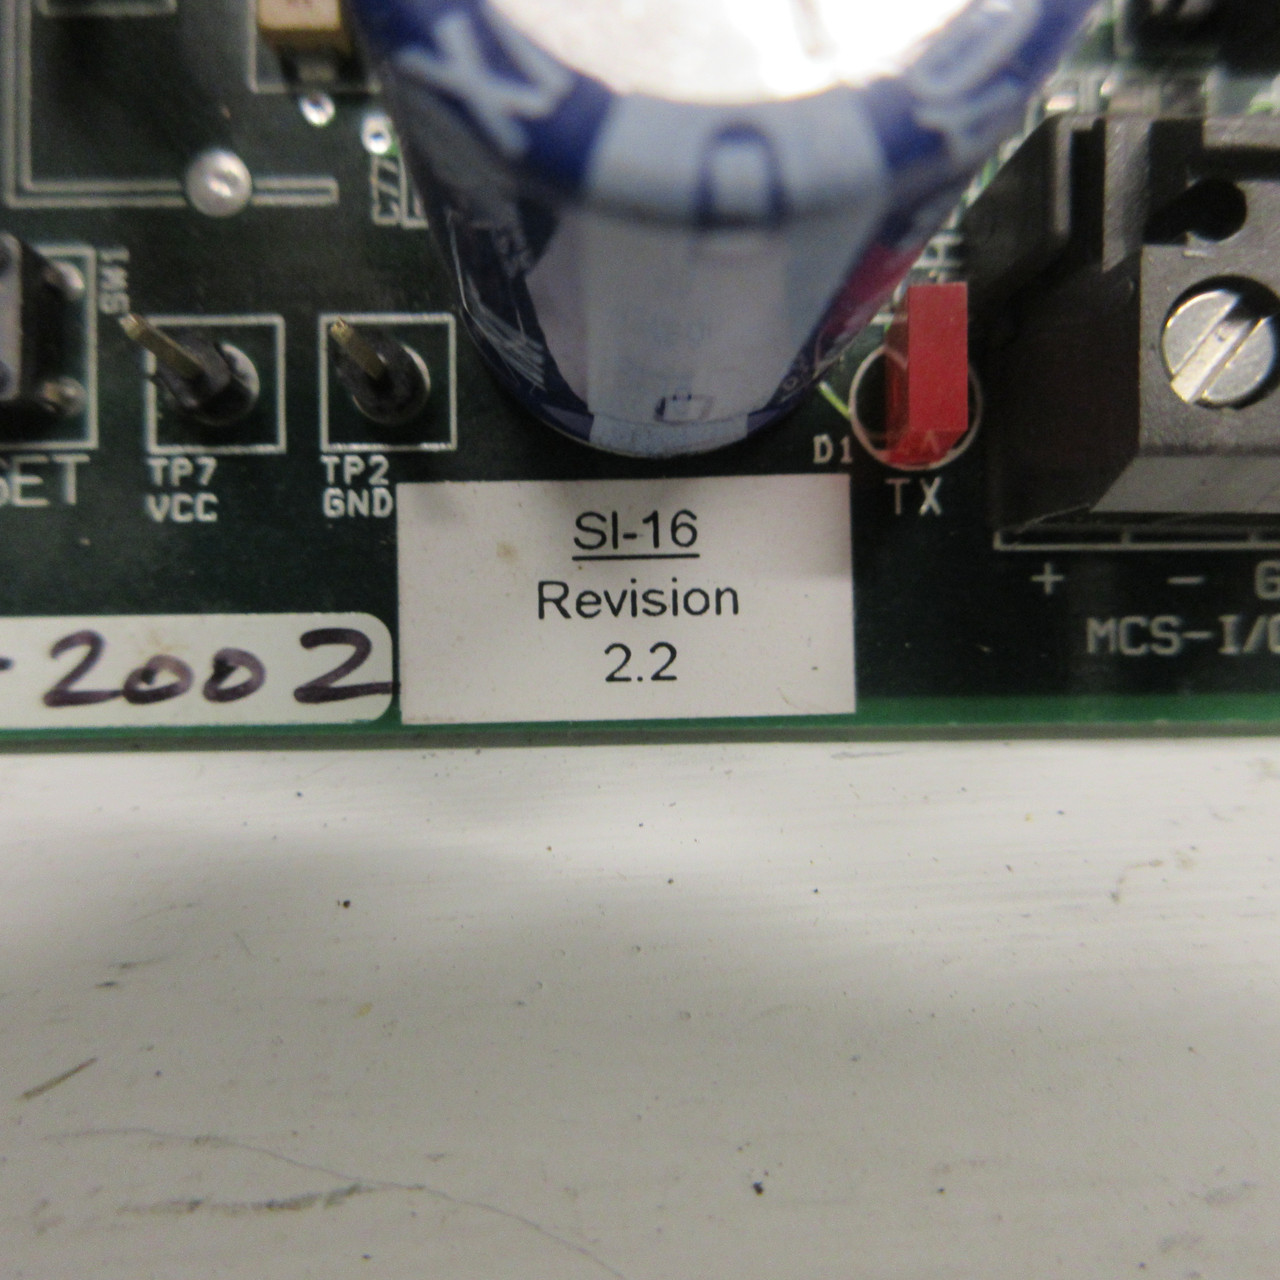 SW1
SET
TP7
VCC
TP2
GND
D1
TX
SI-16
Revision
2.2
-2002
+ - G
MCS-I/O